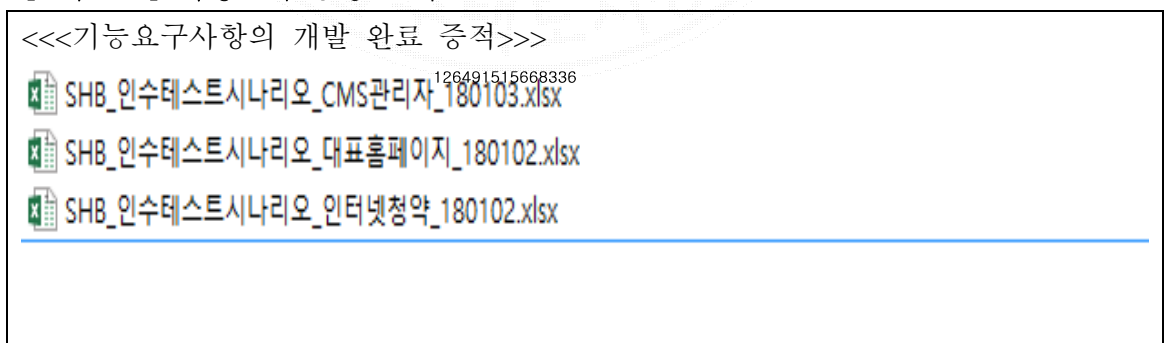 <<<기능요구사항의 개발 완료 증적>>>
126491515668336
SHB_인수테스트시나리오_CMS관리자_180103.xlsx
SHB_인수테스트시나리오_대표홈페이지_180102.xlsx
SHB_인수테스트시나리오_인터넷청약_180102.xlsx